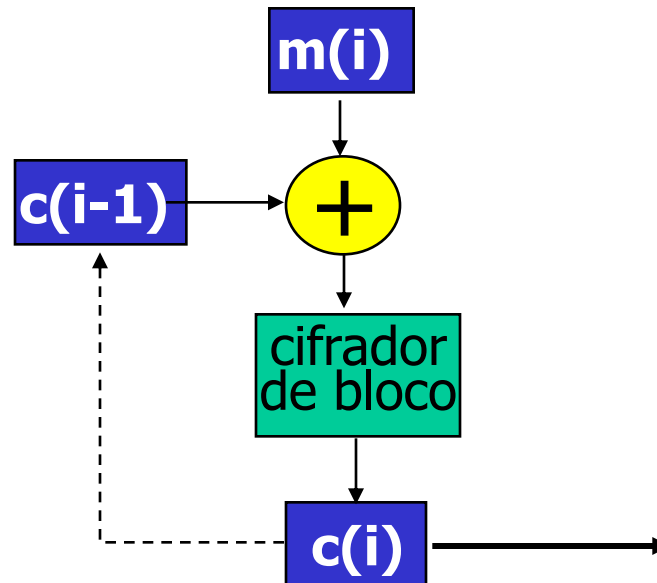 m(i)
c(i-1)
+
cifrador
de bloco
c(i)